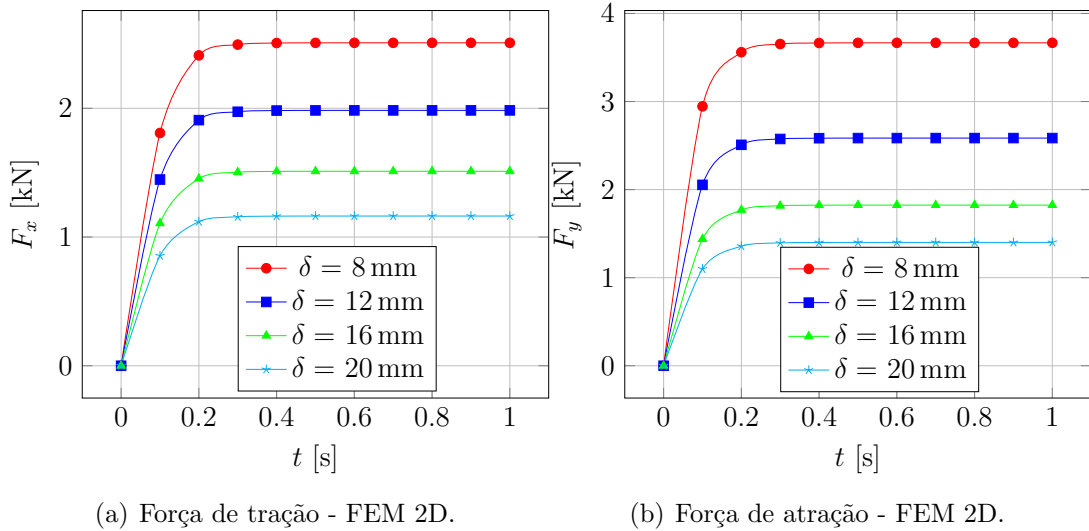 2
1
0
F_x [kN]
δ = 8 mm
δ = 12 mm
δ = 16 mm
δ = 20 mm
0 0.2 0.4 0.6 0.8 1
t [s]
(a) Força de tração - FEM 2D.
4
3
2
1
0
F_y [kN]
δ = 8 mm
δ = 12 mm
δ = 16 mm
δ = 20 mm
0 0.2 0.4 0.6 0.8 1
t [s]
(b) Força de atração - FEM 2D.